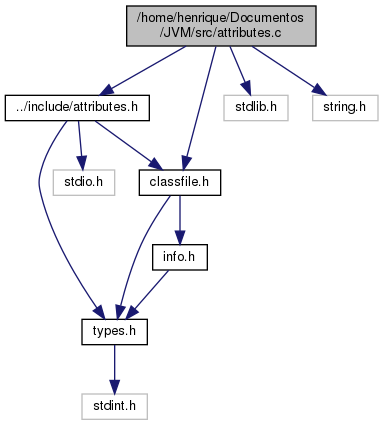 /home/henrique/Documentos
/JVM/src/attributes.c
../include/attributes.h
stdlib.h
string.h
stdio.h
classfile.h
info.h
types.h
stdint.h